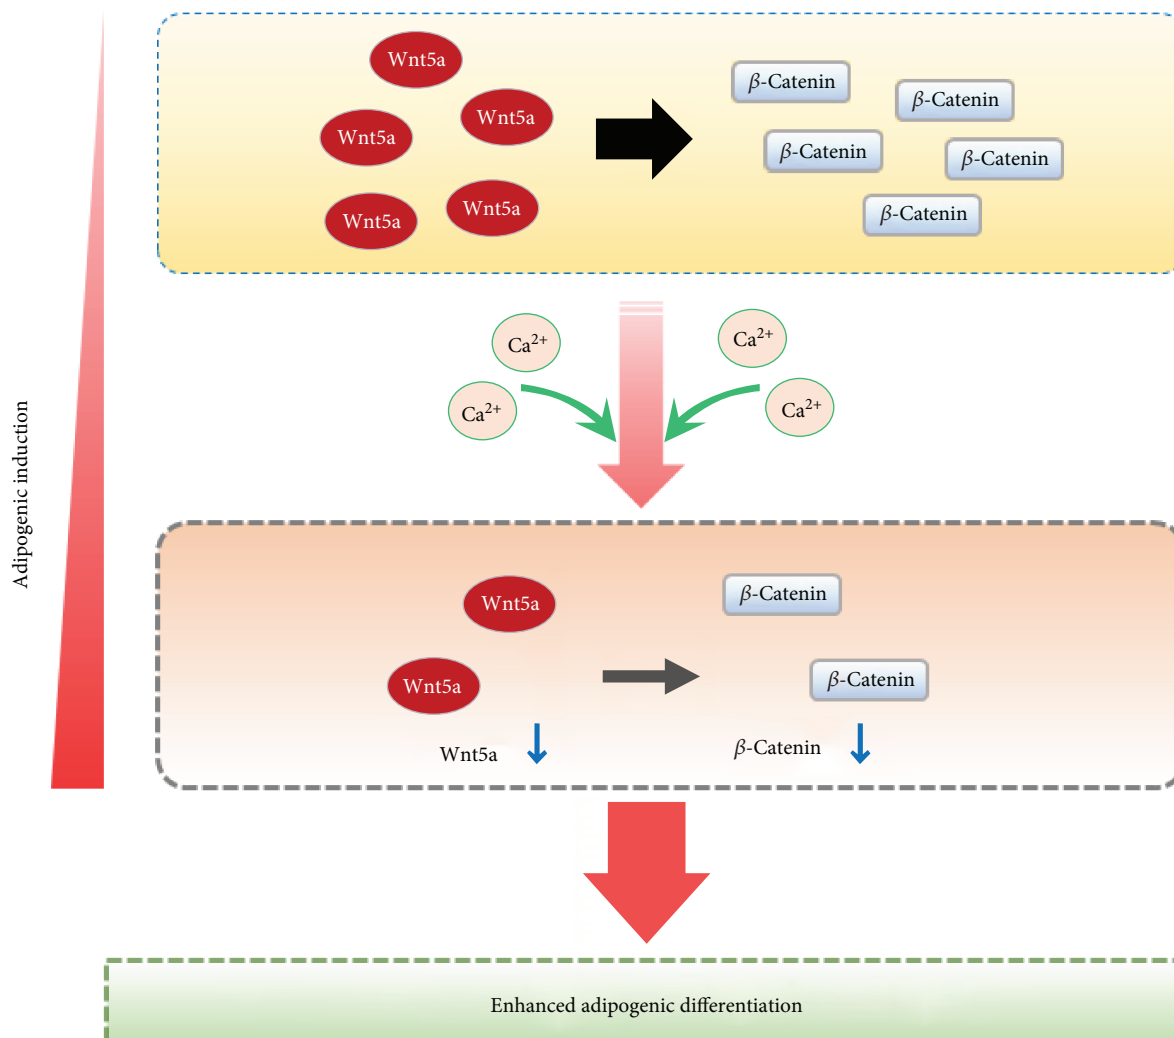 Wnt5a
Wnt5a
Wnt5a
Wnt5a
Wnt5a
β-Catenin
β-Catenin
β-Catenin
β-Catenin
β-Catenin
Ca²⁺
Ca²⁺
Ca²⁺
Ca²⁺
Adipogenic induction
Wnt5a
Wnt5a
β-Catenin
β-Catenin
Wnt5a
β-Catenin
Enhanced adipogenic differentiation